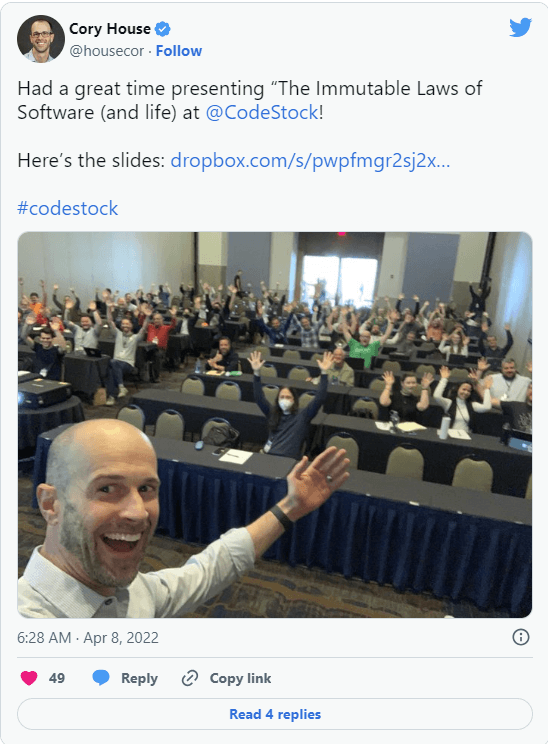 Cory House
@housecor · Follow
Had a great time presenting “The Immutable Laws of
Software (and life) at @CodeStock!
Here’s the slides: dropbox.com/s/pwpfmgr2sj2x…
#codestock
6:28 AM · Apr 8, 2022
49 Reply Copy link
Read 4 replies